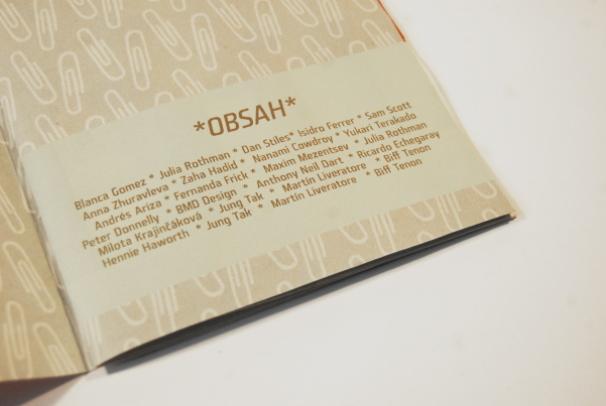 *OBSAH*
Blanca Gomez * Julia Rothman * Dan Stiles* Isidro Ferrer * Sam Scott
Anna Zhuravleva * Zaha Hadid * Nanami Cowdroy * Yukari Terakado
Andrés Ariza * Fernanda Frick * Maxim Mezentsev * Julia Rothman
Peter Donnelly * BMD Design * Anthony Neil Dart * Ricardo Echegaray
Milota Krajinčaková * Jung Tak * Martin Liveratore * Biff Tenon
Hennie Haworth * Jung Tak * Martin Liveratore * Biff Tenon